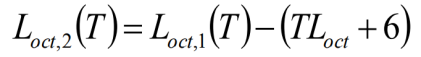 L_{oct,2}(T) = L_{oct,1}(T) − (TL_{oct} + 6)